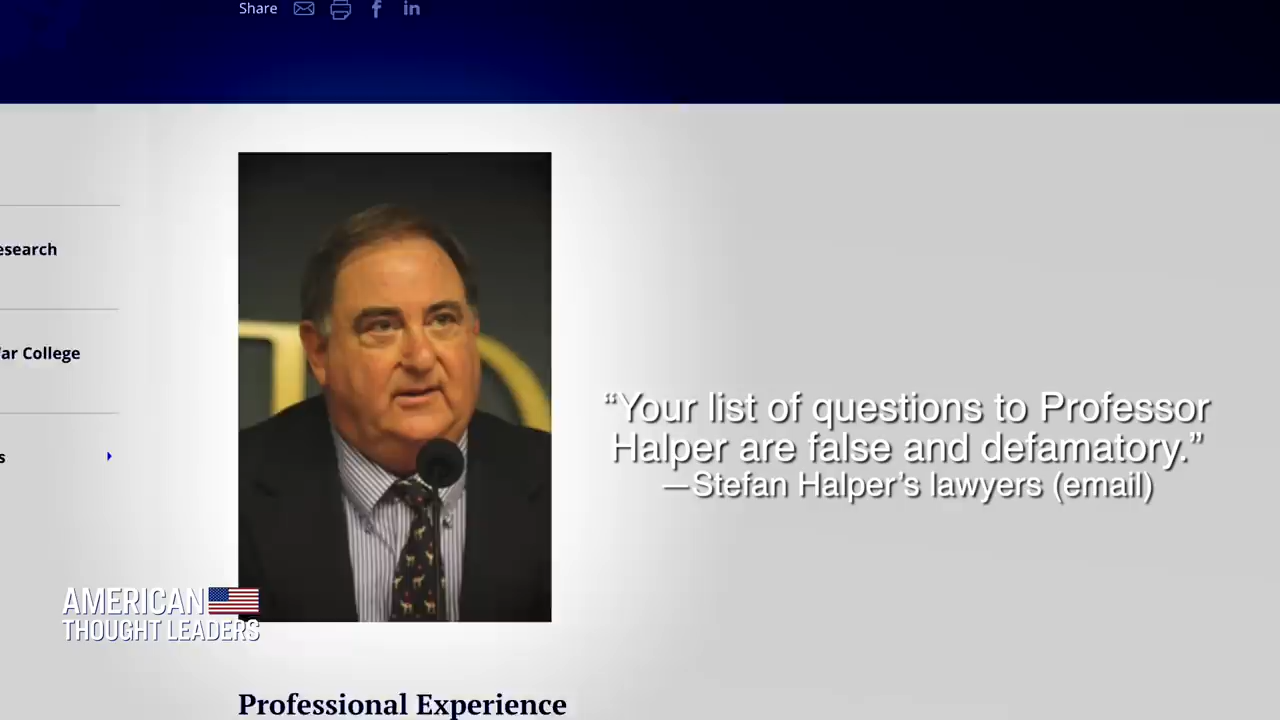 Share
esearch
ar College
s
“Your list of questions to Professor
Halper are false and defamatory.”
—Stefan Halper’s lawyers (email)
AMERICAN
THOUGHT LEADERS
Professional Experience